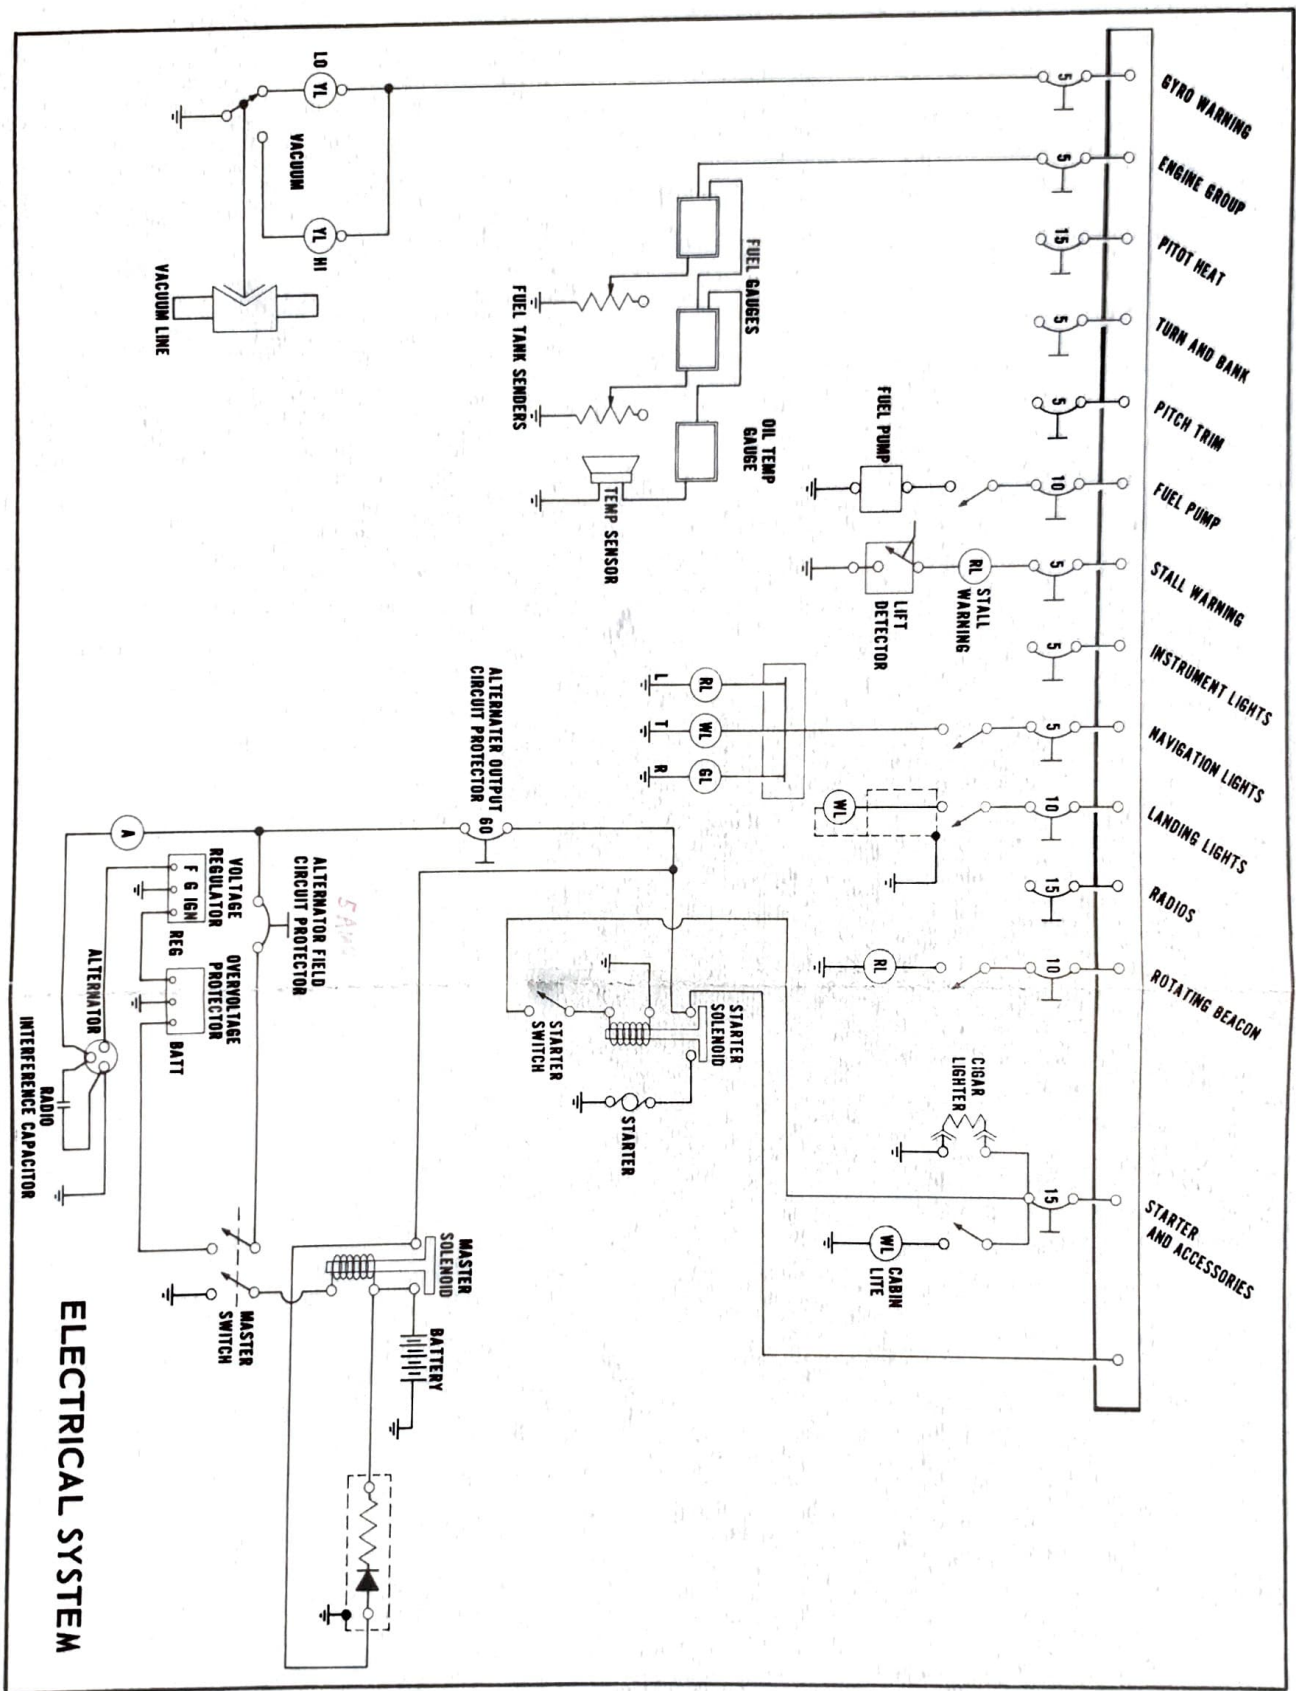 GYRO WARNING
ENGINE GROUP
PITOT HEAT
TURN AND BANK
PITCH TRIM
FUEL PUMP
STALL WARNING
INSTRUMENT LIGHTS
NAVIGATION LIGHTS
LANDING LIGHTS
RADIOS
ROTATING BEACON
STARTER
AND ACCESSORIES
5
5
15
5
5
10
5
5
5
10
15
10
15
LO
YL
VACUUM
YL
HI
VACUUM LINE
FUEL GAUGES
FUEL TANK SENDERS
OIL TEMP
GAUGE
TEMP SENSOR
FUEL PUMP
RL
STALL
WARNING
LIFT
DETECTOR
L
RL
T
WL
R
GL
WL
RL
CIGAR
LIGHTER
WL
CABIN
LITE
ALTERNATER OUTPUT
CIRCUIT PROTECTOR
60
STARTER
SOLENOID
STARTER
SWITCH
STARTER
A
ALTERNATOR FIELD
CIRCUIT PROTECTOR
VOLTAGE
REGULATOR
F G IGN
REG
OVERVOLTAGE
PROTECTOR
BATT
ALTERNATOR
RADIO
INTERFERENCE CAPACITOR
MASTER
SOLENOID
MASTER
SWITCH
BATTERY
ELECTRICAL SYSTEM